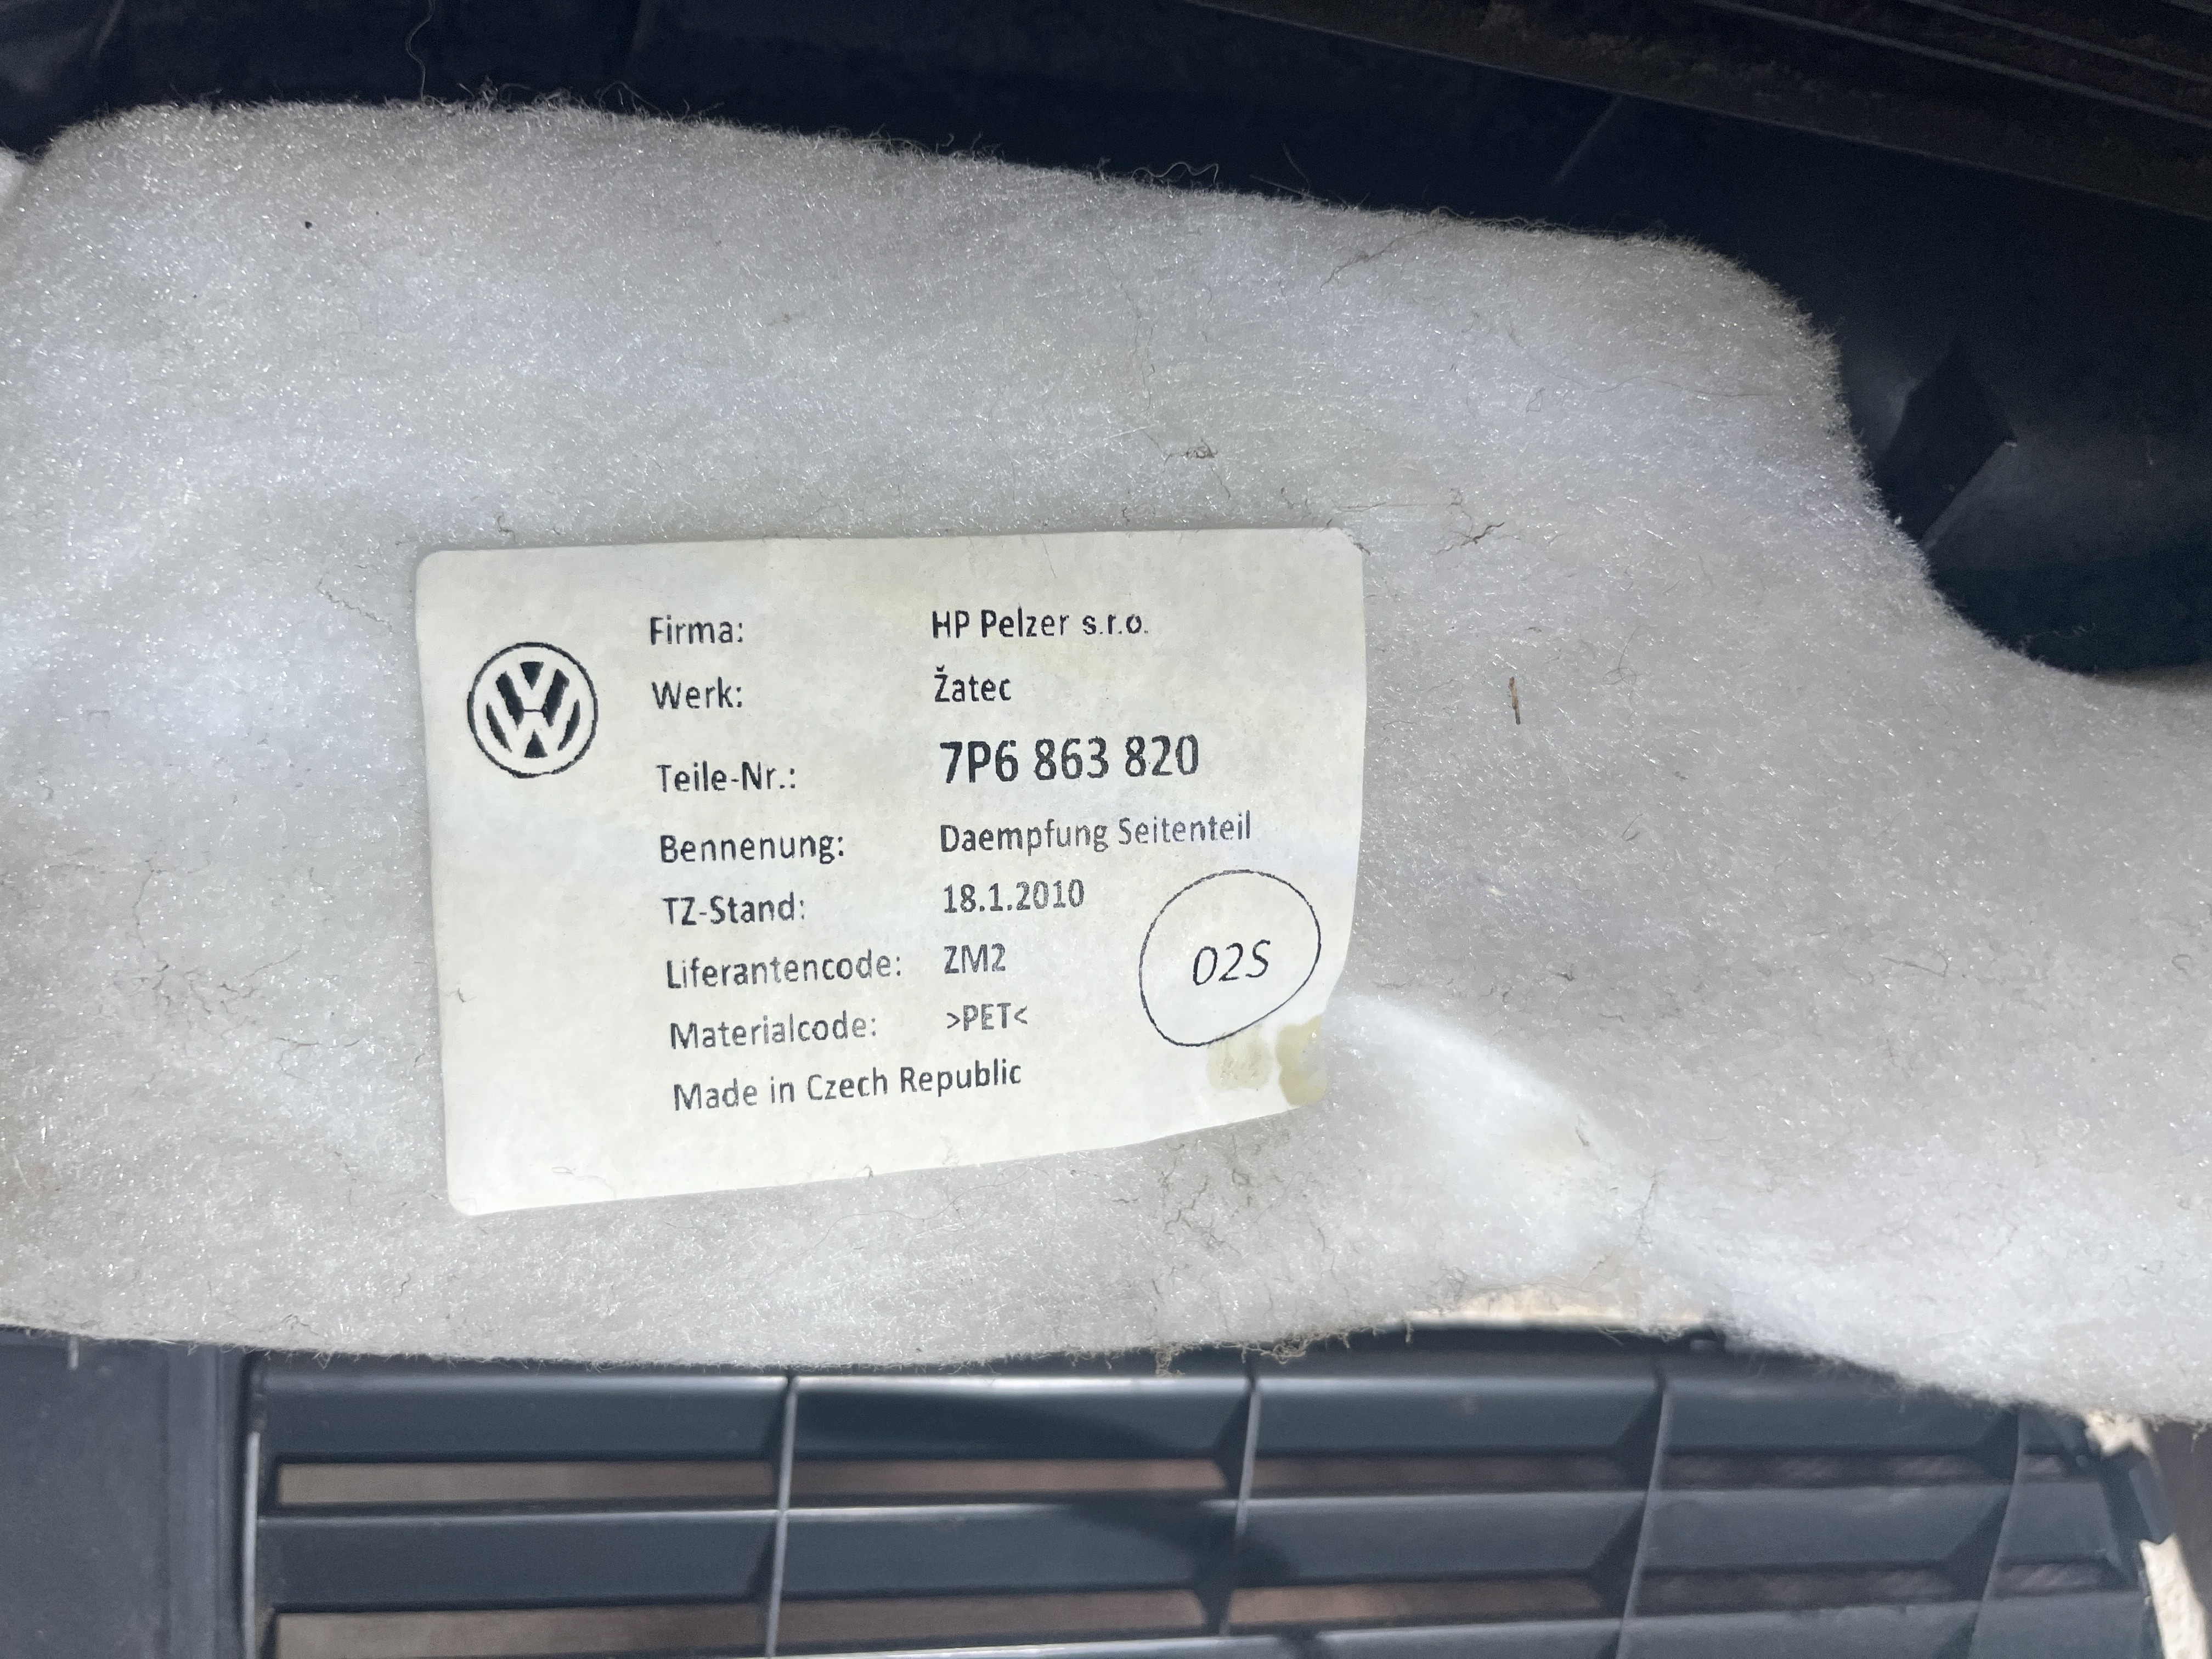 Firma: HP Pelzer s.r.o.
Werk: Žatec
Teile-Nr.: 7P6 863 820
Bennenung: Daempfung Seitenteil
TZ-Stand: 18.1.2010
Liferantencode: ZM2
Materialcode: >PET<
Made in Czech Republic
02S